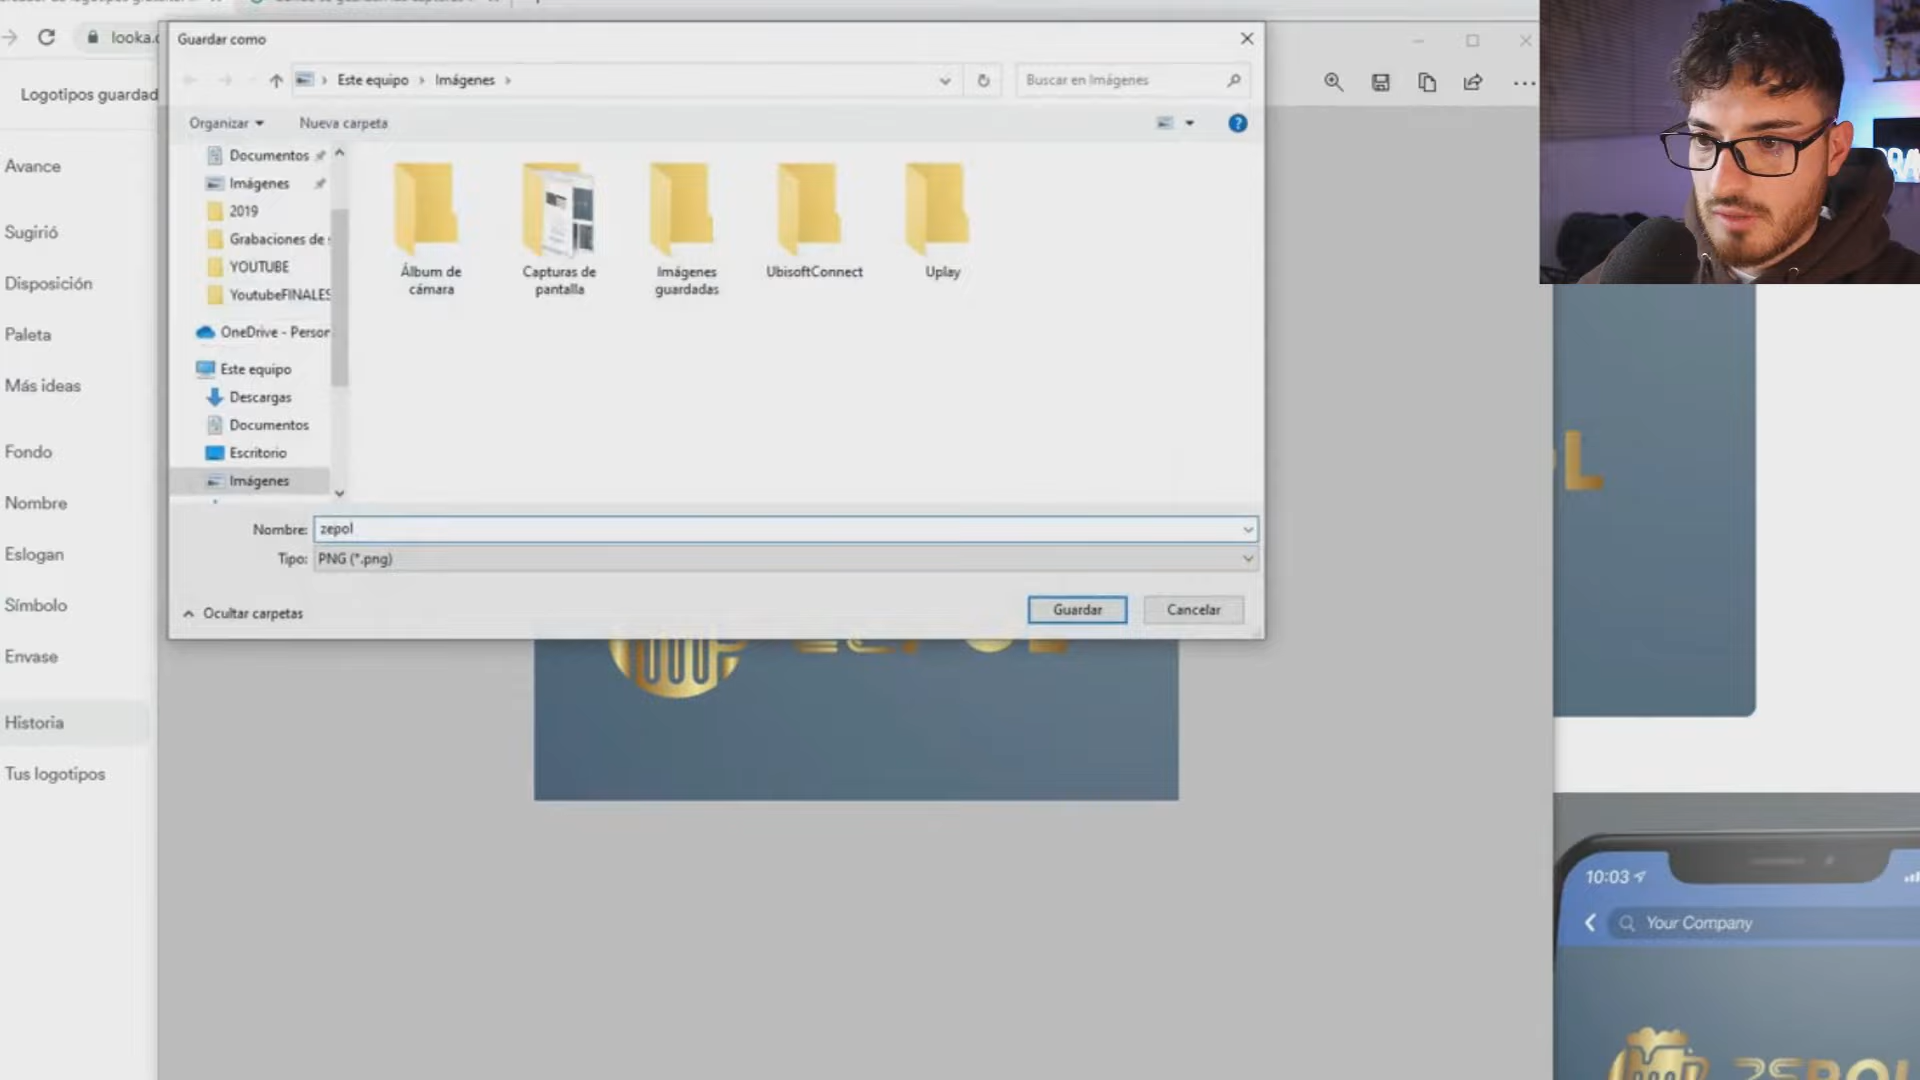 looka.
Guardar como
Este equipo › Imágenes ›
Buscar en Imágenes
Logotipos guardad
Organizar
Nueva carpeta
Documentos
Imágenes
2019
Grabaciones de
YOUTUBE
YoutubeFINALES
OneDrive - Person
Este equipo
Descargas
Documentos
Escritorio
Imágenes
Álbum de
cámara
Capturas de
pantalla
Imágenes
guardadas
UbisoftConnect
Uplay
Nombre: zepol
Tipo: PNG (*.png)
Ocultar carpetas
Guardar
Cancelar
Avance
Sugirió
Disposición
Paleta
Más ideas
Fondo
Nombre
Eslogan
Símbolo
Envase
Historia
Tus logotipos
L
10:03
Your Company
ZEPOL